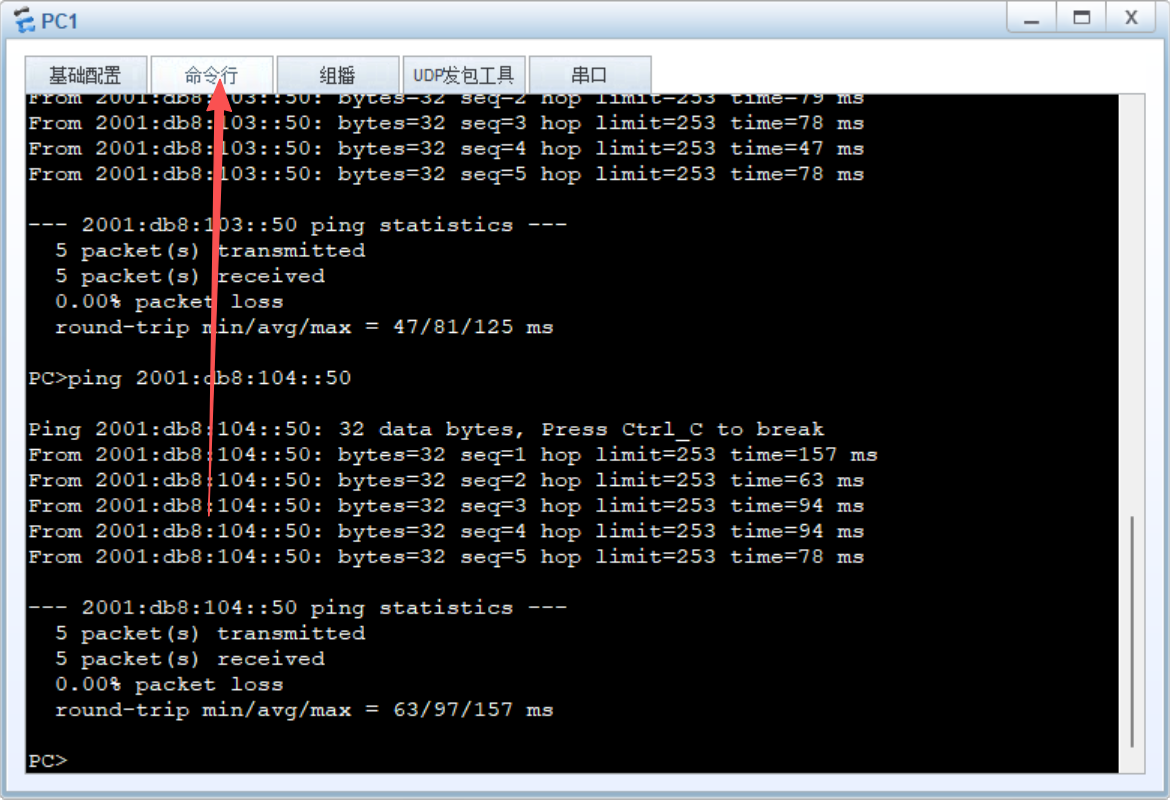 PC1
X
基础配置 命令行 组播 UDP发包工具 串口
From 2001:db8:103::50: bytes=32 seq=2 hop limit=253 time=79 ms
From 2001:db8:103::50: bytes=32 seq=3 hop limit=253 time=78 ms
From 2001:db8:103::50: bytes=32 seq=4 hop limit=253 time=47 ms
From 2001:db8:103::50: bytes=32 seq=5 hop limit=253 time=78 ms
--- 2001:db8:103::50 ping statistics ---
5 packet(s) transmitted
5 packet(s) received
0.00% packet loss
round-trip min/avg/max = 47/81/125 ms
PC>ping 2001:db8:104::50
Ping 2001:db8:104::50: 32 data bytes, Press Ctrl_C to break
From 2001:db8:104::50: bytes=32 seq=1 hop limit=253 time=157 ms
From 2001:db8:104::50: bytes=32 seq=2 hop limit=253 time=63 ms
From 2001:db8:104::50: bytes=32 seq=3 hop limit=253 time=94 ms
From 2001:db8:104::50: bytes=32 seq=4 hop limit=253 time=94 ms
From 2001:db8:104::50: bytes=32 seq=5 hop limit=253 time=78 ms
--- 2001:db8:104::50 ping statistics ---
5 packet(s) transmitted
5 packet(s) received
0.00% packet loss
round-trip min/avg/max = 63/97/157 ms
PC>